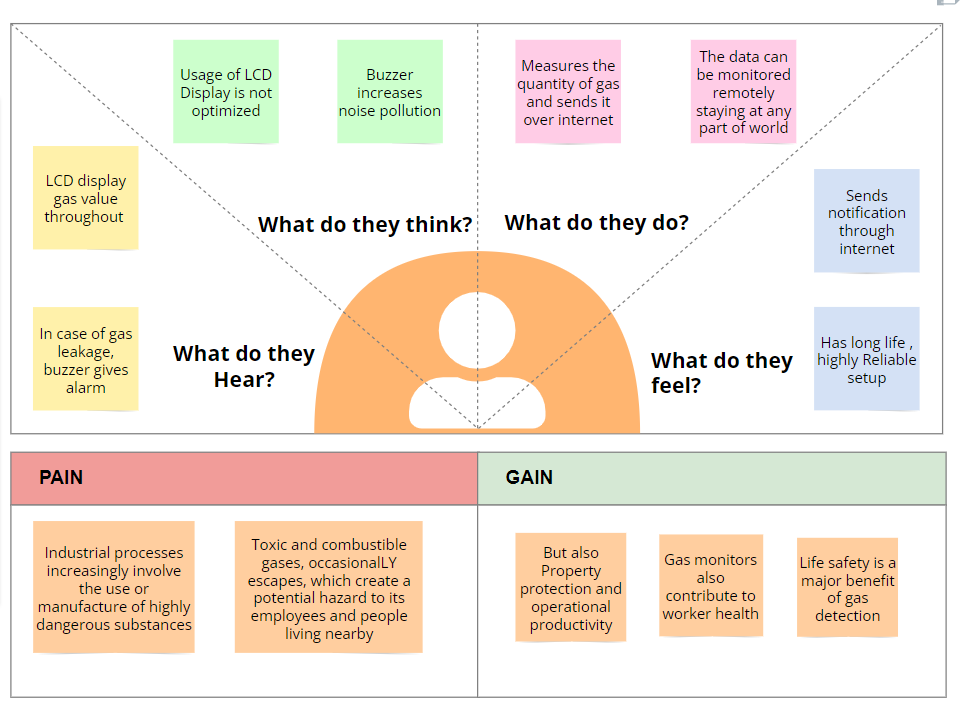 Usage of LCD
Display is not
optimized
Buzzer
increases
noise pollution
Measures the
quantity of gas
and sends it
over internet
The data can
be monitored
remotely
staying at any
part of world
LCD display
gas value
throughout
Sends
notification
through
internet
What do they think?
What do they do?
In case of gas
leakage,
buzzer gives
alarm
What do they
Hear?
What do they
feel?
Has long life ,
highly Reliable
setup
PAIN
GAIN
Industrial processes
increasingly involve
the use or
manufacture of highly
dangerous substances
Toxic and combustible
gases, occasionalLY
escapes, which create a
potential hazard to its
employees and people
living nearby
But also
Property
protection and
operational
productivity
Gas monitors
also
contribute to
worker health
Life safety is a
major benefit
of gas
detection